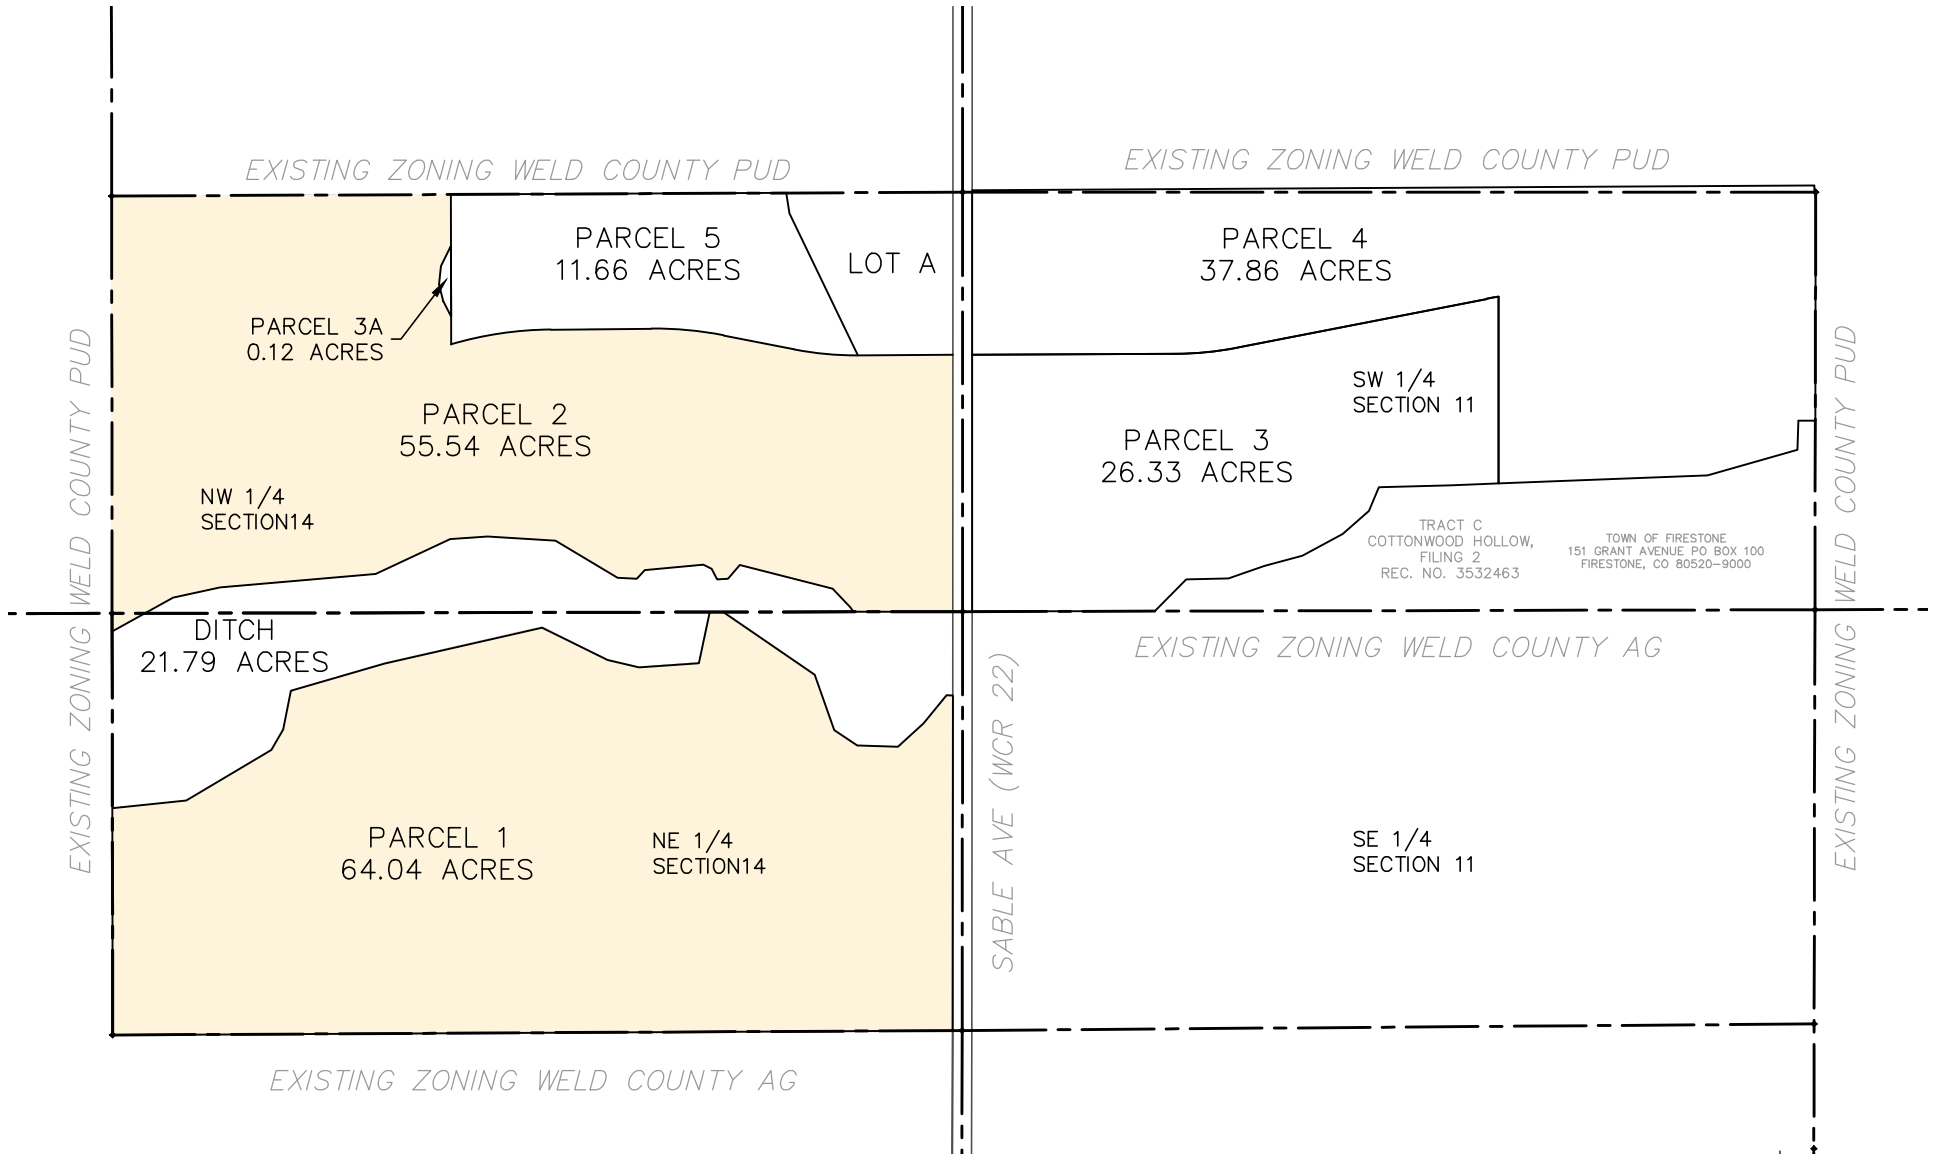 EXISTING ZONING WELD COUNTY PUD
EXISTING ZONING WELD COUNTY PUD
PARCEL 5
11.66 ACRES
LOT A
PARCEL 4
37.86 ACRES
PARCEL 3A
0.12 ACRES
EXISTING ZONING WELD COUNTY PUD
PARCEL 2
55.54 ACRES
SW 1/4
SECTION 11
PARCEL 3
26.33 ACRES
EXISTING ZONING WELD COUNTY PUD
NW 1/4
SECTION14
TRACT C
COTTONWOOD HOLLOW,
FILING 2
REC. NO. 3532463
TOWN OF FIRESTONE
151 GRANT AVENUE PO BOX 100
FIRESTONE, CO 80520-9000
DITCH
21.79 ACRES
EXISTING ZONING WELD COUNTY AG
SABLE AVE (WCR 22)
PARCEL 1
64.04 ACRES
NE 1/4
SECTION14
SE 1/4
SECTION 11
EXISTING ZONING WELD COUNTY AG